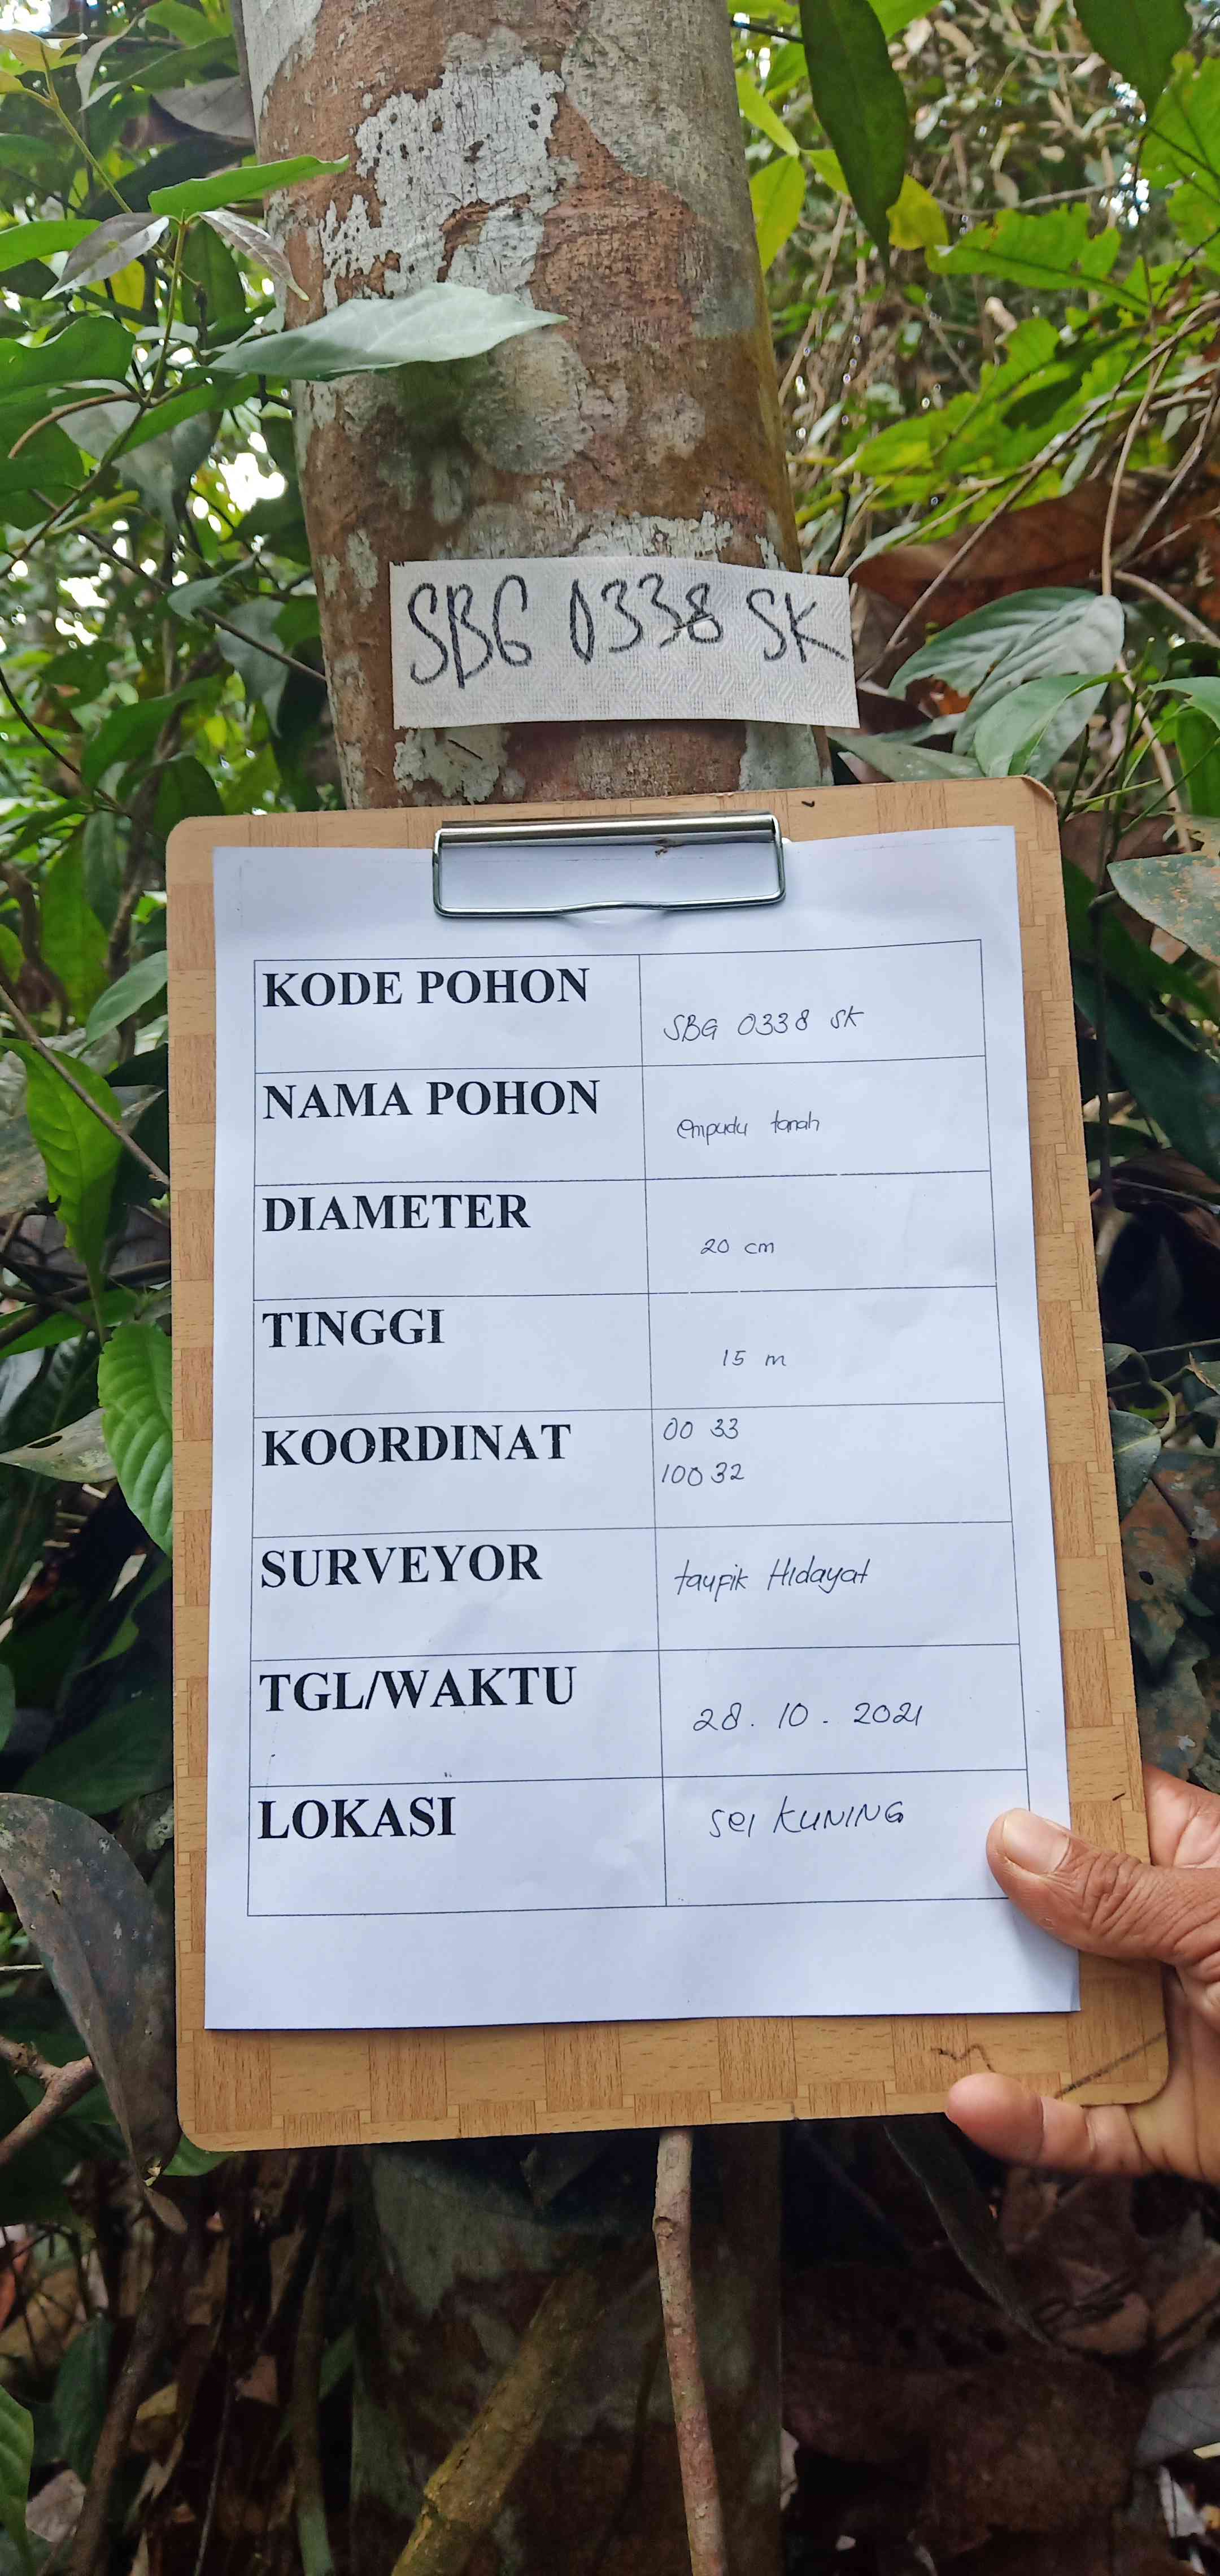 SBG 0338 SK
KODE POHON
SBG 0338 SK
NAMA POHON
empudu tanah
DIAMETER
20 cm
TINGGI
15 m
KOORDINAT
00 33
100 32
SURVEYOR
taupik Hidayat
TGL/WAKTU
28. 10. 2021
LOKASI
sei KUNING